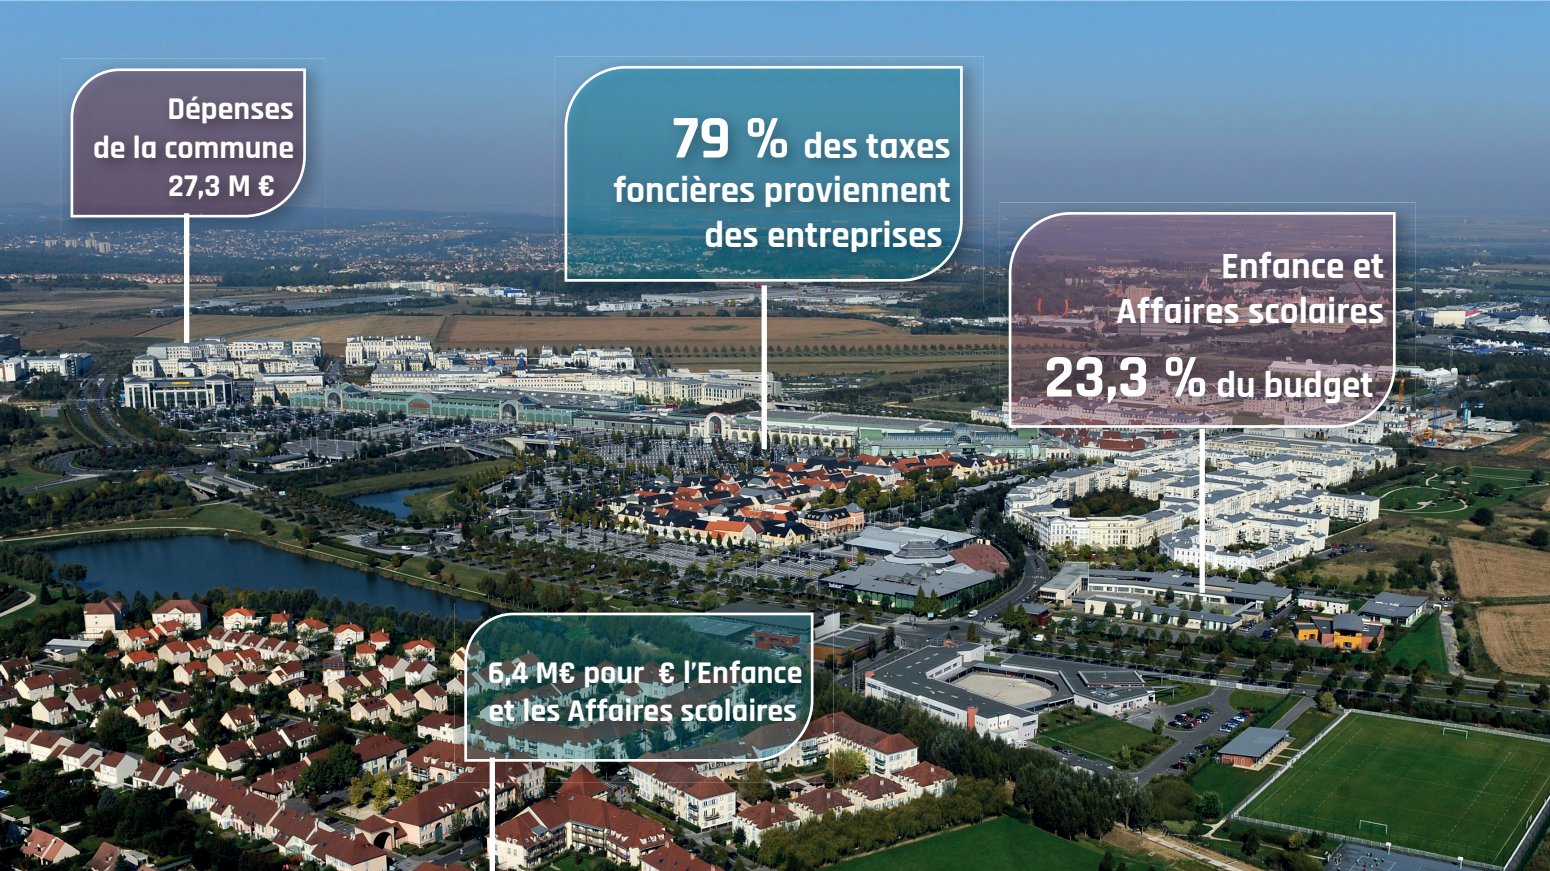 Dépenses
de la commune
27,3 M €
79 % des taxes
foncières proviennent
des entreprises
Enfance et
Affaires scolaires
23,3 % du budget
6,4 M€ pour  € l'Enfance
et les Affaires scolaires